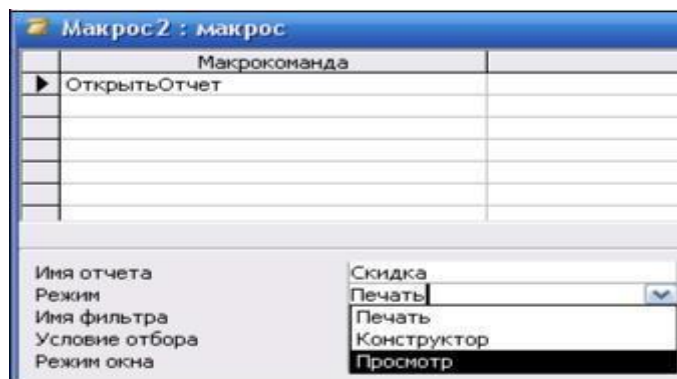 Макрос2 : макрос
Макрокоманда
ОткрытьОтчет
Имя отчета Скидка
Режим Печать
Имя фильтра Печать
Условие отбора Конструктор
Режим окна Просмотр